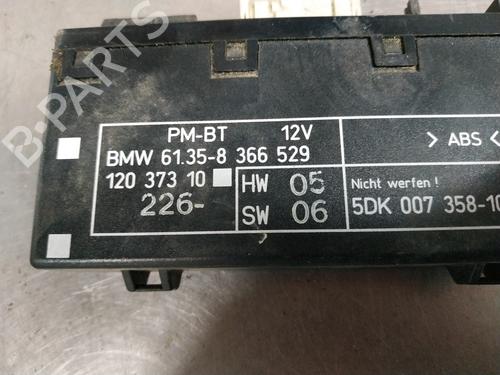 PM-BT 12V
BMW 61.35-8 366 529
120 373 10 HW 05
226- SW 06
> ABS <
Nicht werfen !
5DK 007 358-10
B-PARTS